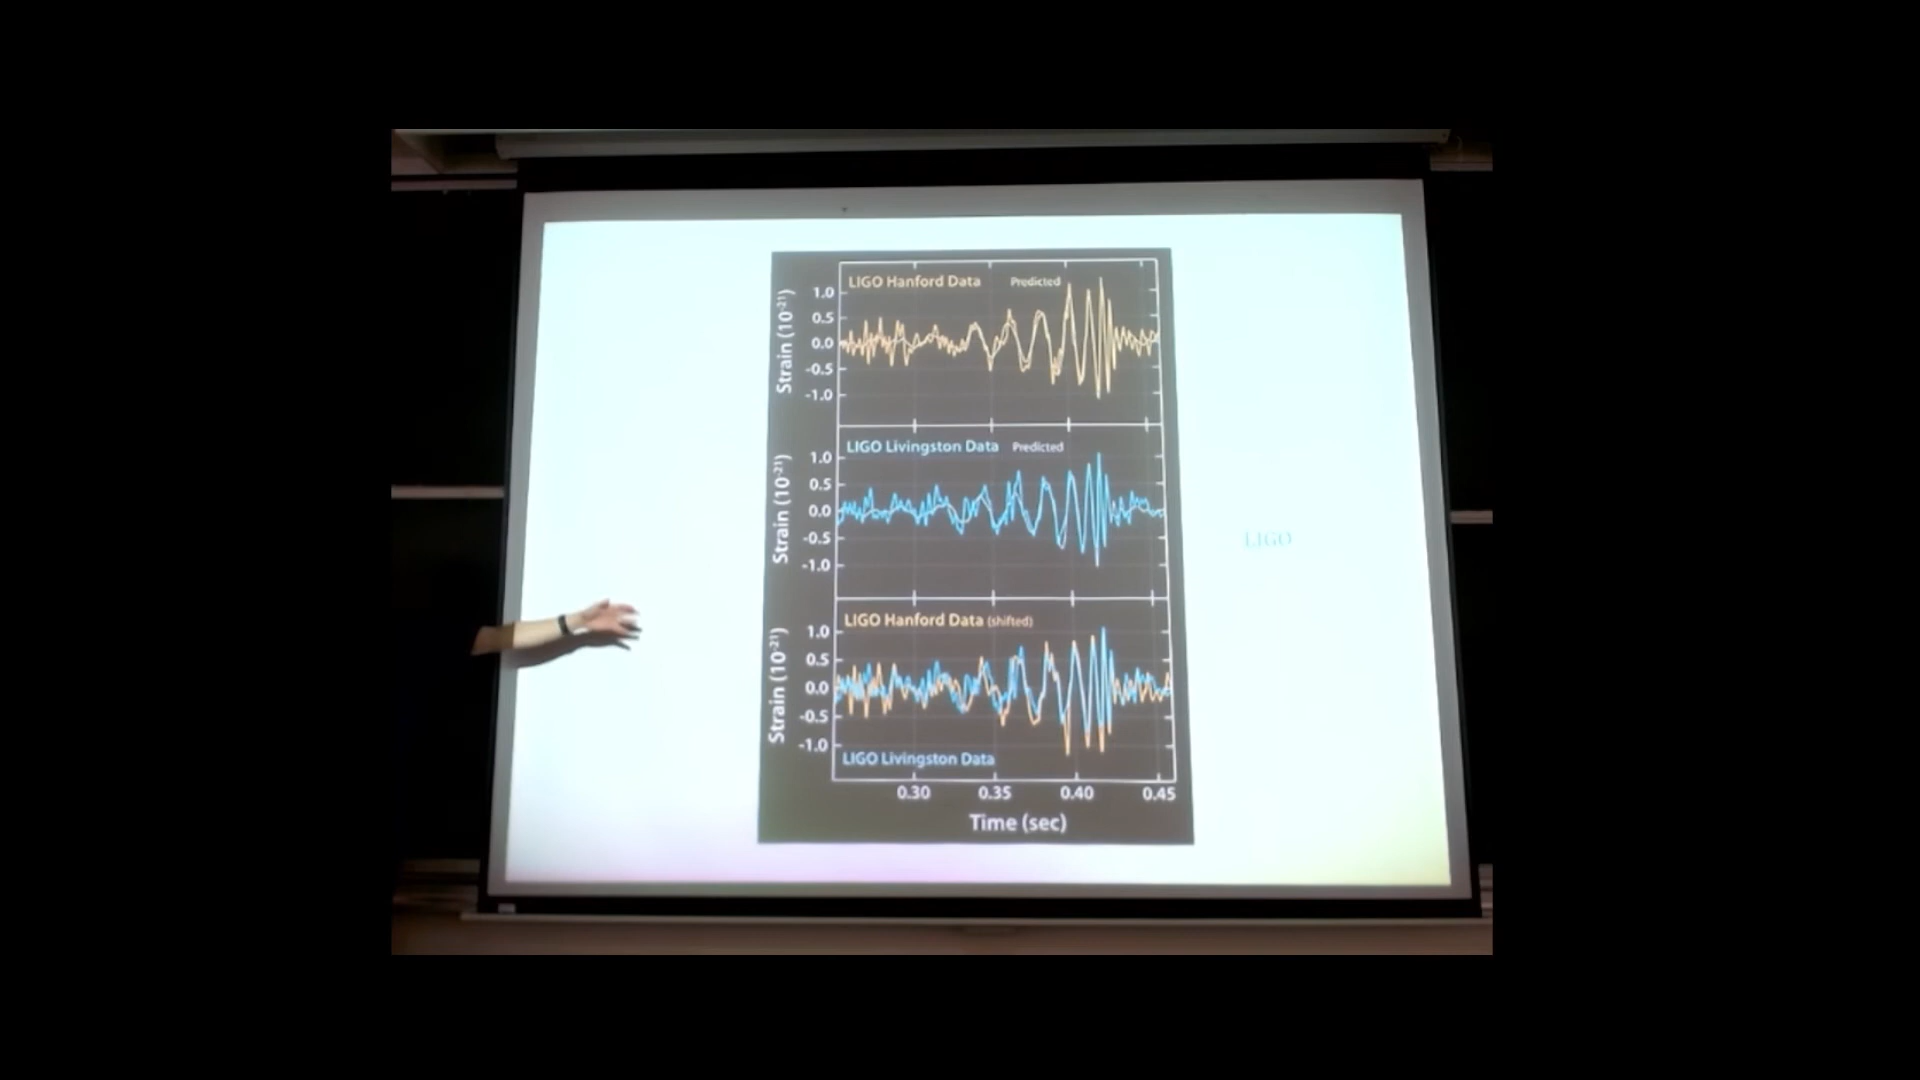 LIGO Hanford Data Predicted
1.0
0.5
0.0
-0.5
-1.0
Strain (10⁻²¹)
LIGO Livingston Data Predicted
1.0
0.5
0.0
-0.5
-1.0
Strain (10⁻²¹)
LIGO
LIGO Hanford Data (shifted)
1.0
0.5
0.0
-0.5
-1.0
Strain (10⁻²¹)
LIGO Livingston Data
0.30 0.35 0.40 0.45
Time (sec)